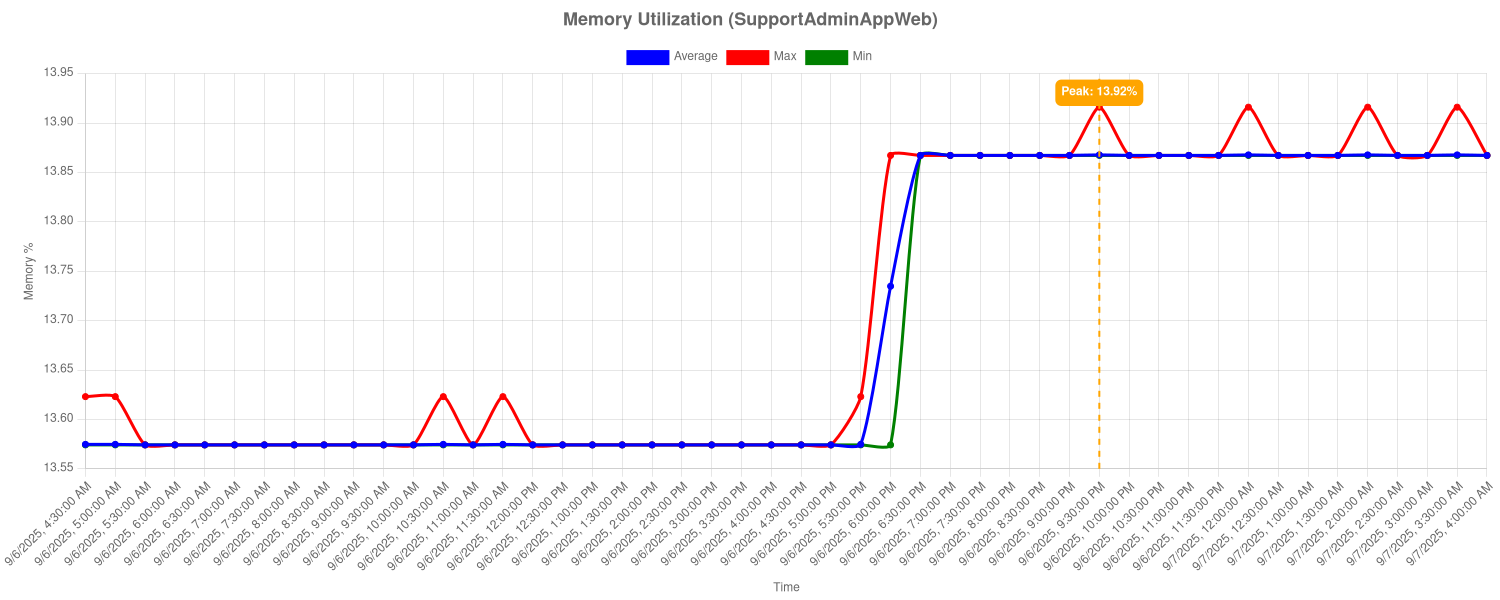 Memory Utilization (SupportAdminAppWeb)
Average Max Min
13.95
Peak: 13.92%
13.90
13.85
13.80
13.75
Memory %
13.70
13.65
13.60
13.55
9/6/2025, 4:30:00 AM
9/6/2025, 5:00:00 AM
9/6/2025, 5:30:00 AM
9/6/2025, 6:00:00 AM
9/6/2025, 6:30:00 AM
9/6/2025, 7:00:00 AM
9/6/2025, 7:30:00 AM
9/6/2025, 8:00:00 AM
9/6/2025, 8:30:00 AM
9/6/2025, 9:00:00 AM
9/6/2025, 9:30:00 AM
9/6/2025, 10:00:00 AM
9/6/2025, 10:30:00 AM
9/6/2025, 11:00:00 AM
9/6/2025, 11:30:00 AM
9/6/2025, 12:00:00 PM
9/6/2025, 12:30:00 PM
9/6/2025, 1:00:00 PM
9/6/2025, 1:30:00 PM
9/6/2025, 2:00:00 PM
9/6/2025, 2:30:00 PM
9/6/2025, 3:00:00 PM
9/6/2025, 3:30:00 PM
9/6/2025, 4:00:00 PM
9/6/2025, 4:30:00 PM
9/6/2025, 5:00:00 PM
9/6/2025, 5:30:00 PM
9/6/2025, 6:00:00 PM
9/6/2025, 6:30:00 PM
9/6/2025, 7:00:00 PM
9/6/2025, 7:30:00 PM
9/6/2025, 8:00:00 PM
9/6/2025, 8:30:00 PM
9/6/2025, 9:00:00 PM
9/6/2025, 9:30:00 PM
9/6/2025, 10:00:00 PM
9/6/2025, 10:30:00 PM
9/6/2025, 11:00:00 PM
9/6/2025, 11:30:00 PM
9/7/2025, 12:00:00 AM
9/7/2025, 12:30:00 AM
9/7/2025, 1:00:00 AM
9/7/2025, 1:30:00 AM
9/7/2025, 2:00:00 AM
9/7/2025, 2:30:00 AM
9/7/2025, 3:00:00 AM
9/7/2025, 3:30:00 AM
9/7/2025, 4:00:00 AM
Time